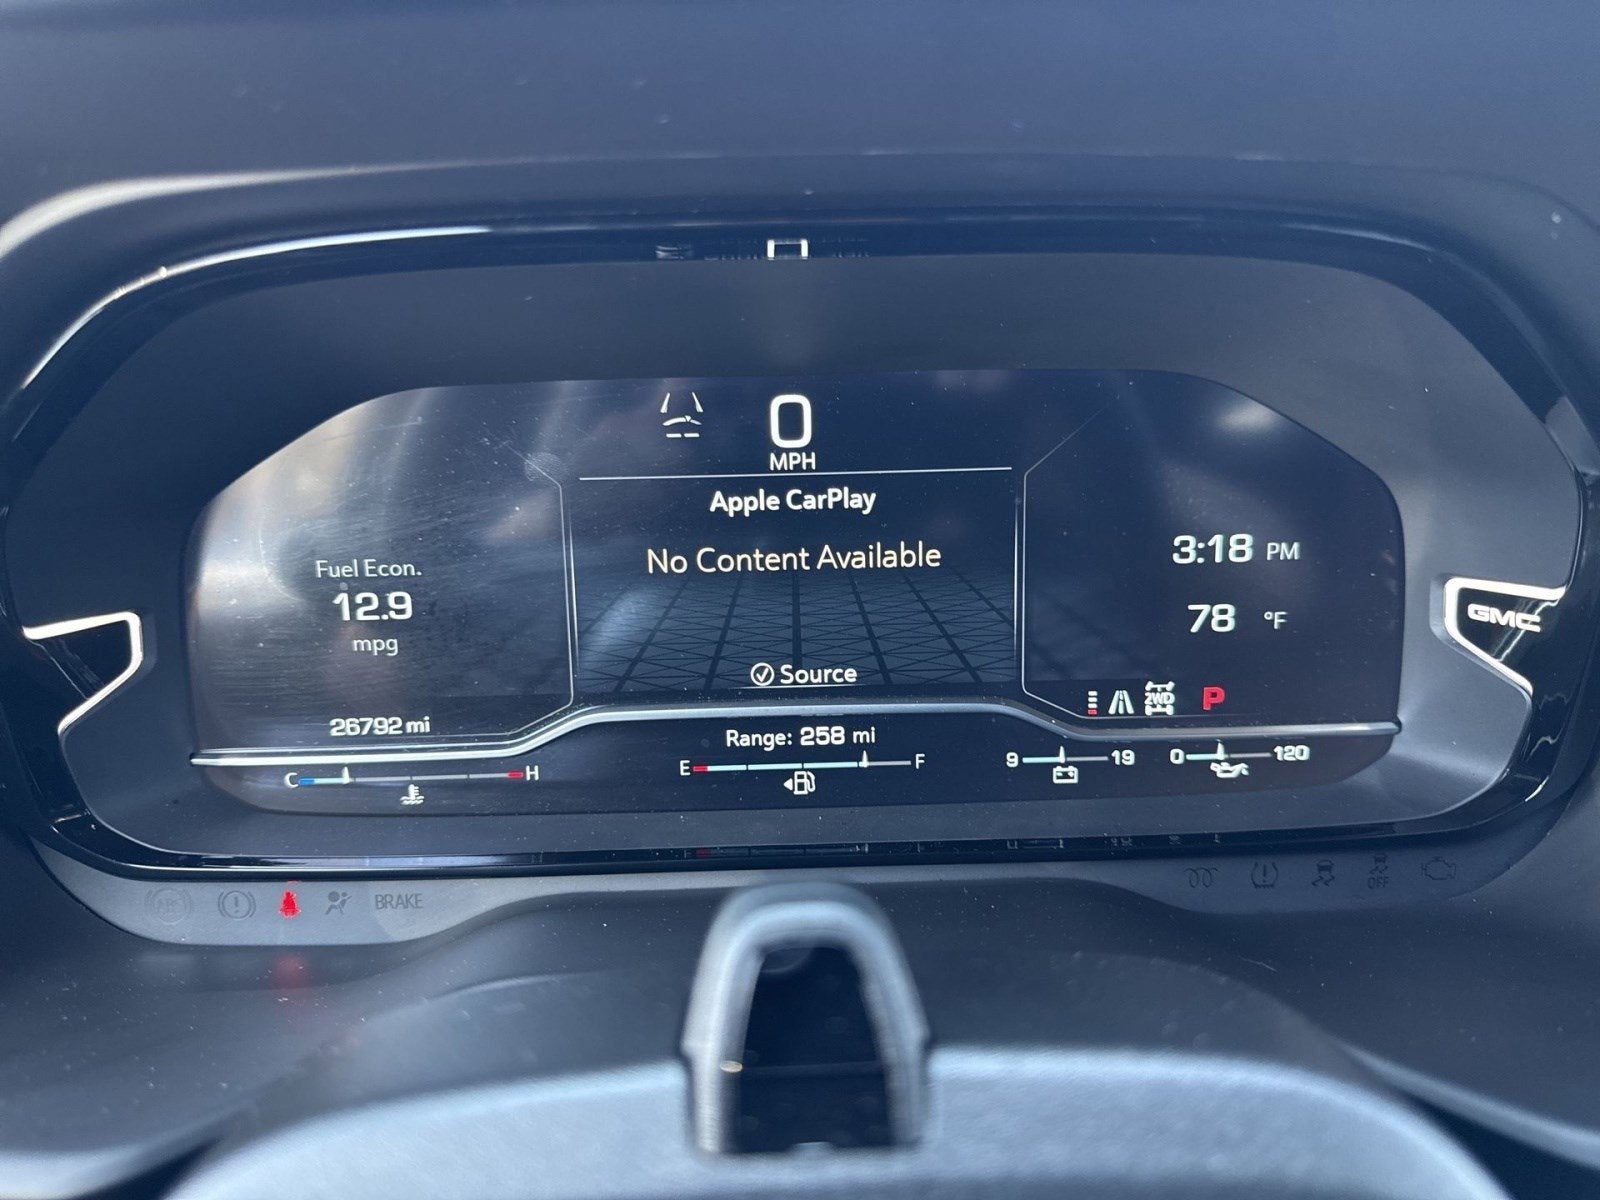 0
MPH
Apple CarPlay
No Content Available
Source
Fuel Econ.
12.9
mpg
26792 mi
3:18 PM
78 °F
2WD
P
GMC
Range: 258 mi
C H
E F
9 19
0 120
ABS
BRAKE
OFF